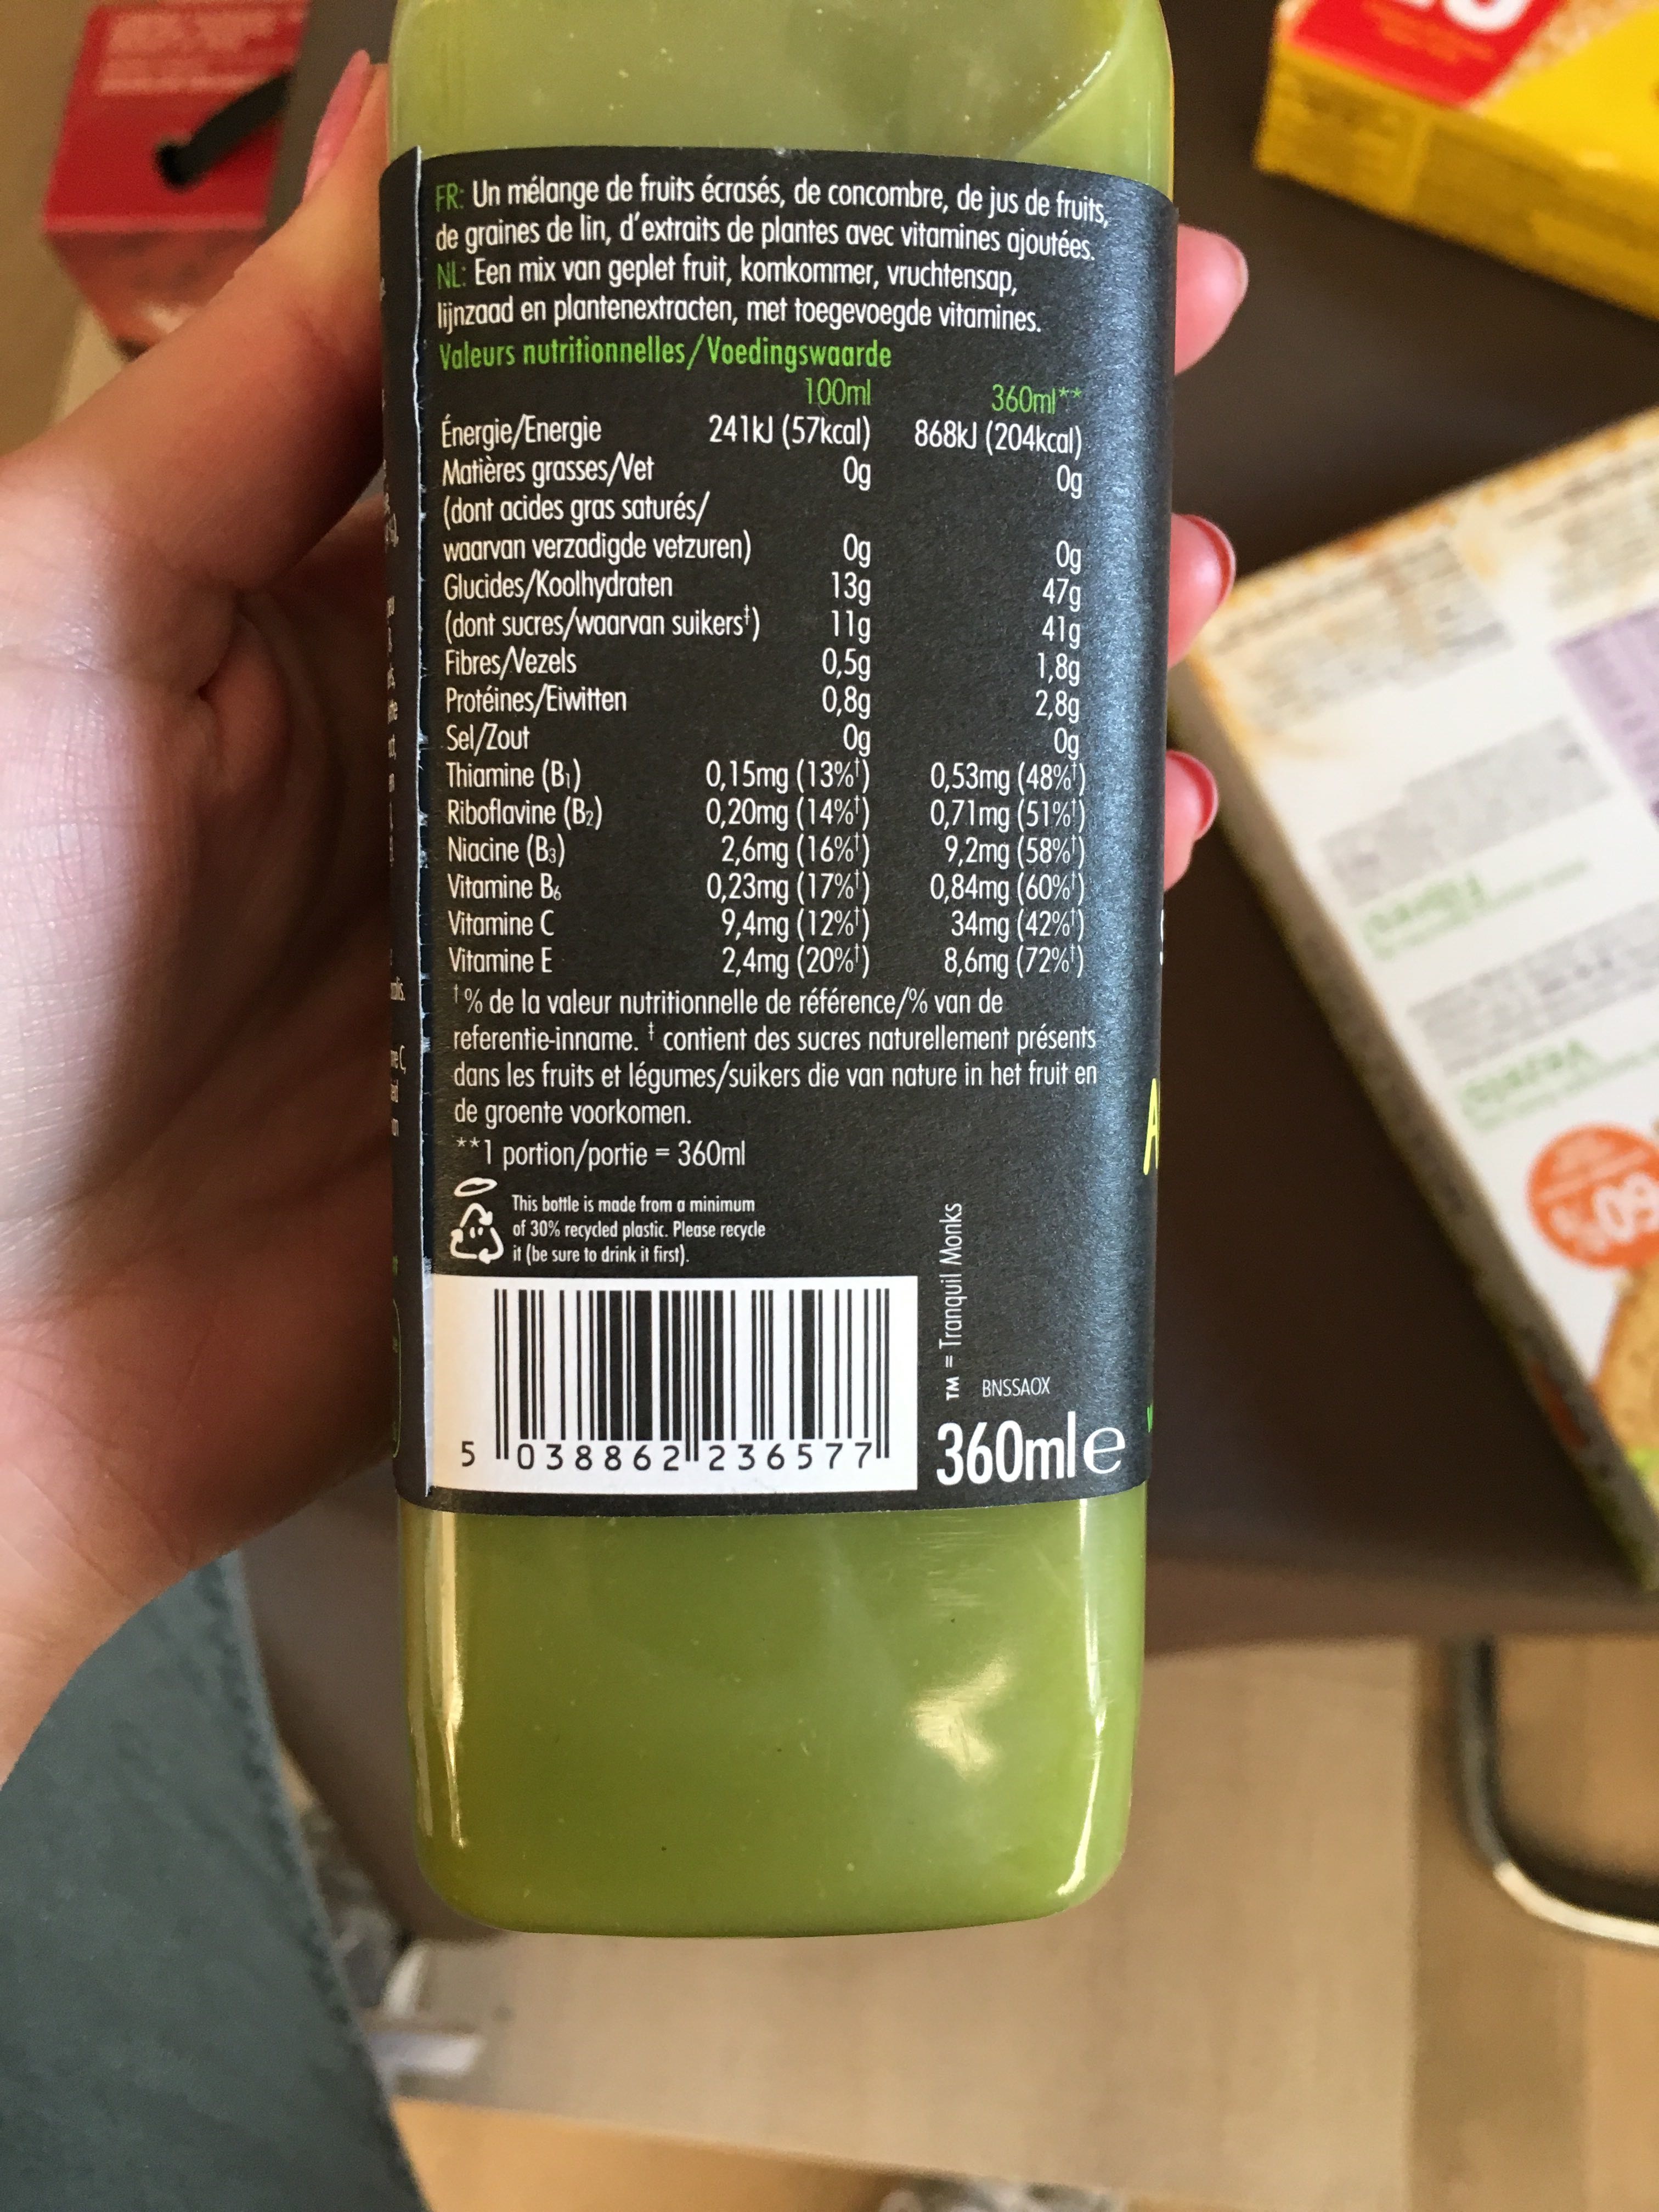 FR: Un mélange de fruits écrasés, de concombre, de jus de fruits,
de graines de lin, d'extraits de plantes avec vitamines ajoutées.
NL: Een mix van geplet fruit, komkommer, vruchtensap,
lijnzaad en plantenextracten, met toegevoegde vitamines.
Valeurs nutritionnelles/Voedingswaarde
100ml 360ml**
Énergie/Energie 241kJ (57kcal) 868kJ (204kcal)
Matières grasses/Vet 0g 0g
(dont acides gras saturés/
waarvan verzadigde vetzuren) 0g 0g
Glucides/Koolhydraten 13g 47g
(dont sucres/waarvan suikers‡) 11g 41g
Fibres/Vezels 0,5g 1,8g
Protéines/Eiwitten 0,8g 2,8g
Sel/Zout 0g 0g
Thiamine (B1) 0,15mg (13%†) 0,53mg (48%†)
Riboflavine (B2) 0,20mg (14%†) 0,71mg (51%†)
Niacine (B3) 2,6mg (16%†) 9,2mg (58%†)
Vitamine B6 0,23mg (17%†) 0,84mg (60%†)
Vitamine C 9,4mg (12%†) 34mg (42%†)
Vitamine E 2,4mg (20%†) 8,6mg (72%†)
†% de la valeur nutritionnelle de référence/% van de
referentie-inname. ‡ contient des sucres naturellement présents
dans les fruits et légumes/suikers die van nature in het fruit en
de groente voorkomen.
**1 portion/portie = 360ml
This bottle is made from a minimum
of 30% recycled plastic. Please recycle
it (be sure to drink it first).
TM = Tranquil Monks
BNSSAOX
5 038862 236577
360ml e